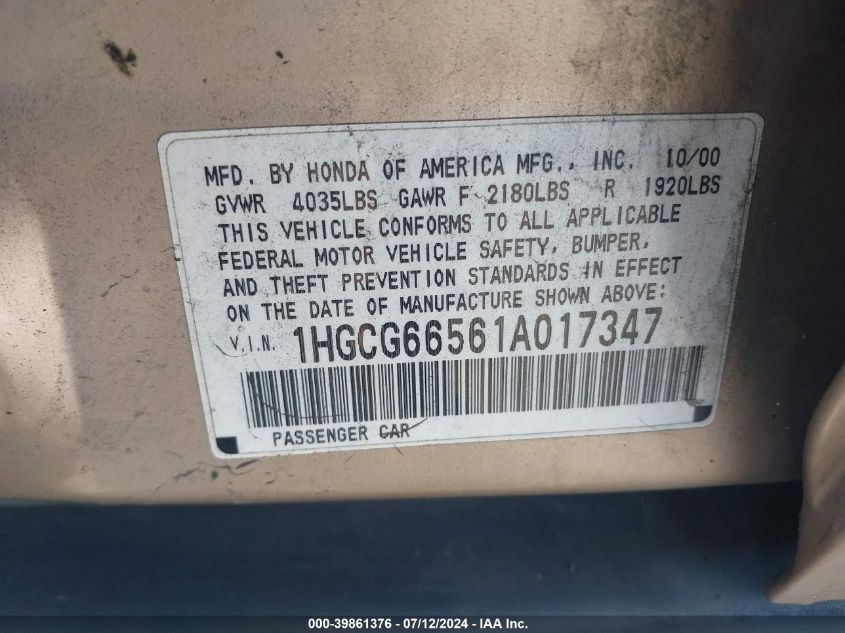 MFD. BY HONDA OF AMERICA MFG., INC. 10/00
GVWR 4035LBS GAWR F 2180LBS R 1920LBS
THIS VEHICLE CONFORMS TO ALL APPLICABLE
FEDERAL MOTOR VEHICLE SAFETY, BUMPER,
AND THEFT PREVENTION STANDARDS IN EFFECT
ON THE DATE OF MANUFACTURE SHOWN ABOVE:
V.I.N. 1HGCG66561A017347
PASSENGER CAR
000-39861376 - 07/12/2024 - IAA Inc.